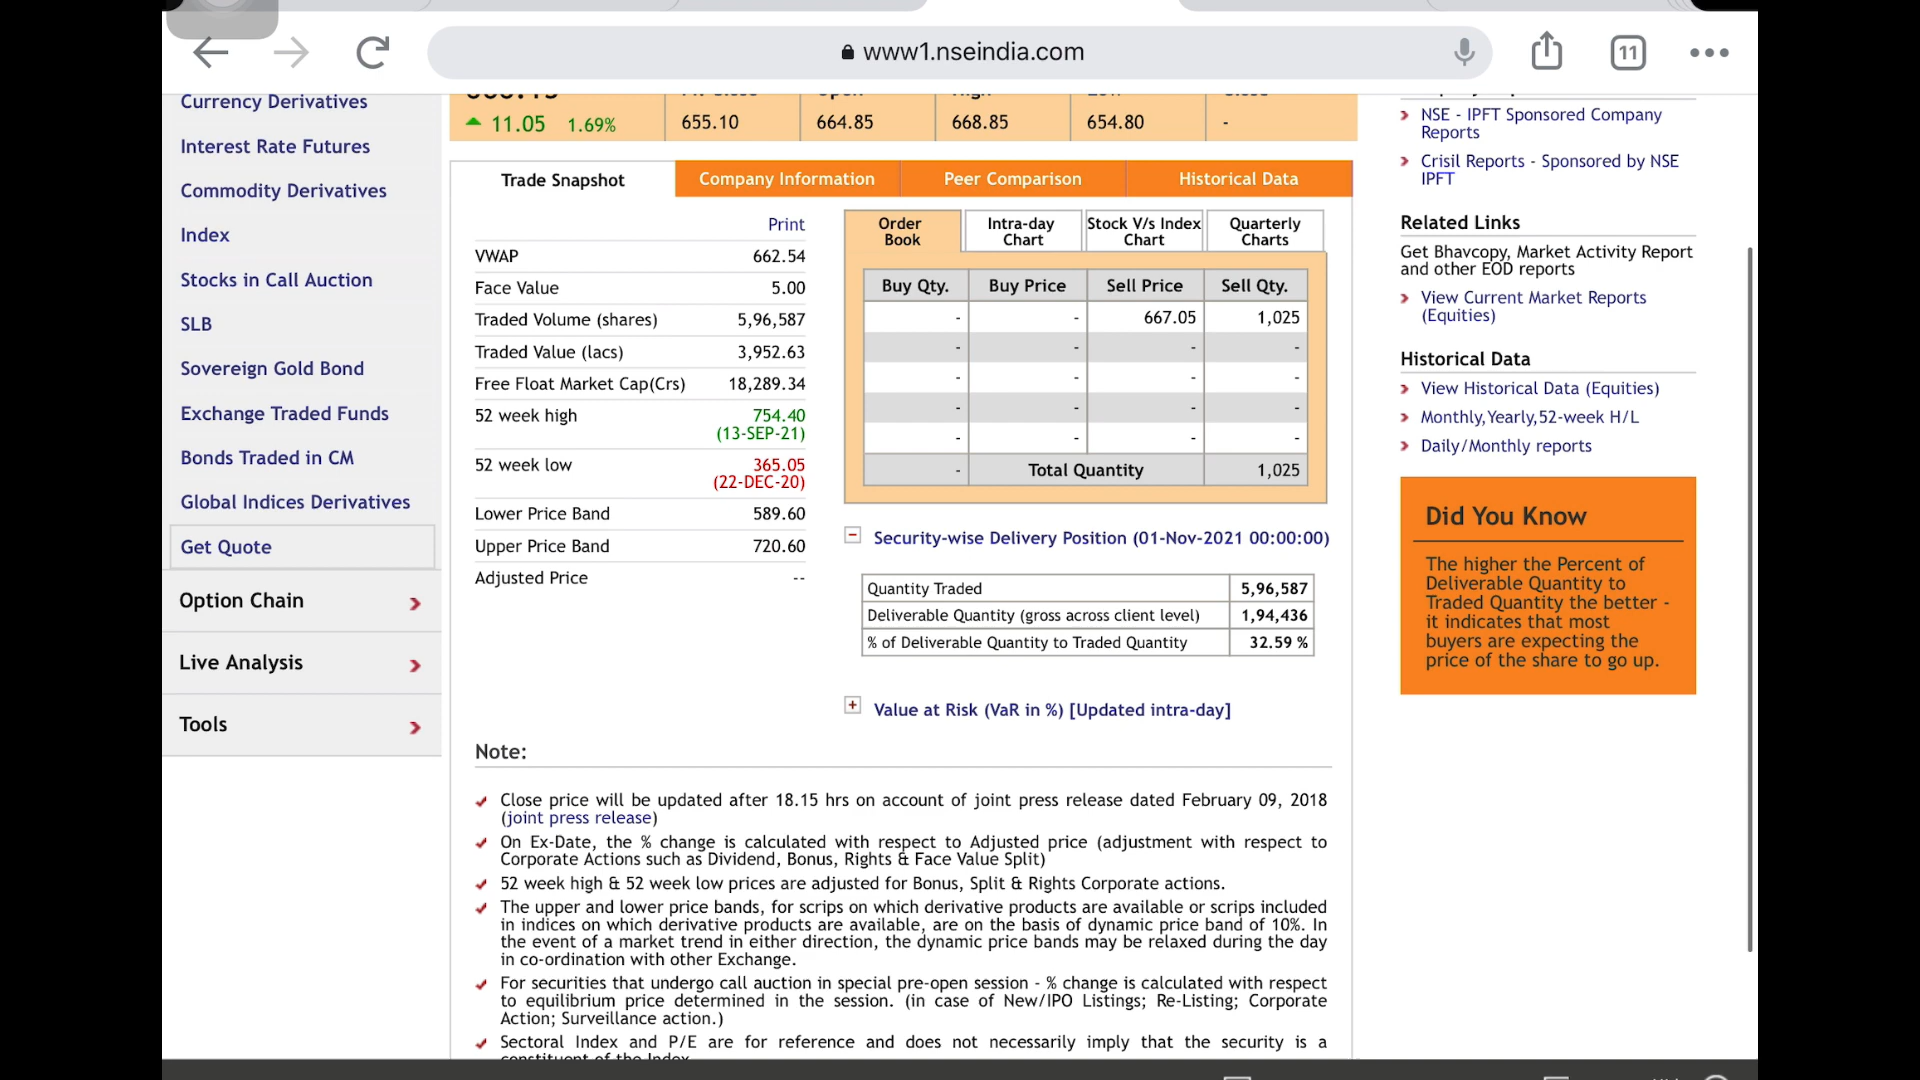 www1.nseindia.com
11
Currency Derivatives
Interest Rate Futures
Commodity Derivatives
Index
Stocks in Call Auction
SLB
Sovereign Gold Bond
Exchange Traded Funds
Bonds Traded in CM
Global Indices Derivatives
Get Quote
Option Chain
Live Analysis
Tools
11.05 1.69%
655.10 664.85 668.85 654.80 -
Trade Snapshot
Company Information
Peer Comparison
Historical Data
Print
VWAP 662.54
Face Value 5.00
Traded Volume (shares) 5,96,587
Traded Value (lacs) 3,952.63
Free Float Market Cap(Crs) 18,289.34
52 week high 754.40
(13-SEP-21)
52 week low 365.05
(22-DEC-20)
Lower Price Band 589.60
Upper Price Band 720.60
Adjusted Price --
Order
Book
Intra-day
Chart
Stock V/s Index
Chart
Quarterly
Charts
Buy Qty. Buy Price Sell Price Sell Qty.
- - 667.05 1,025
- - - -
- - - -
- - - -
- - - -
- Total Quantity 1,025
Security-wise Delivery Position (01-Nov-2021 00:00:00)
Quantity Traded 5,96,587
Deliverable Quantity (gross across client level) 1,94,436
% of Deliverable Quantity to Traded Quantity 32.59 %
Value at Risk (VaR in %) [Updated intra-day]
Note:
Close price will be updated after 18.15 hrs on account of joint press release dated February 09, 2018
(joint press release)
On Ex-Date, the % change is calculated with respect to Adjusted price (adjustment with respect to
Corporate Actions such as Dividend, Bonus, Rights & Face Value Split)
52 week high & 52 week low prices are adjusted for Bonus, Split & Rights Corporate actions.
The upper and lower price bands, for scrips on which derivative products are available or scrips included
in indices on which derivative products are available, are on the basis of dynamic price band of 10%. In
the event of a market trend in either direction, the dynamic price bands may be relaxed during the day
in co-ordination with other Exchange.
For securities that undergo call auction in special pre-open session - % change is calculated with respect
to equilibrium price determined in the session. (in case of New/IPO Listings; Re-Listing; Corporate
Action; Surveillance action.)
Sectoral Index and P/E are for reference and does not necessarily imply that the security is a
constituent of the Index
NSE - IPFT Sponsored Company
Reports
Crisil Reports - Sponsored by NSE
IPFT
Related Links
Get Bhavcopy, Market Activity Report
and other EOD reports
View Current Market Reports
(Equities)
Historical Data
View Historical Data (Equities)
Monthly,Yearly,52-week H/L
Daily/Monthly reports
Did You Know
The higher the Percent of
Deliverable Quantity to
Traded Quantity the better -
it indicates that most
buyers are expecting the
price of the share to go up.